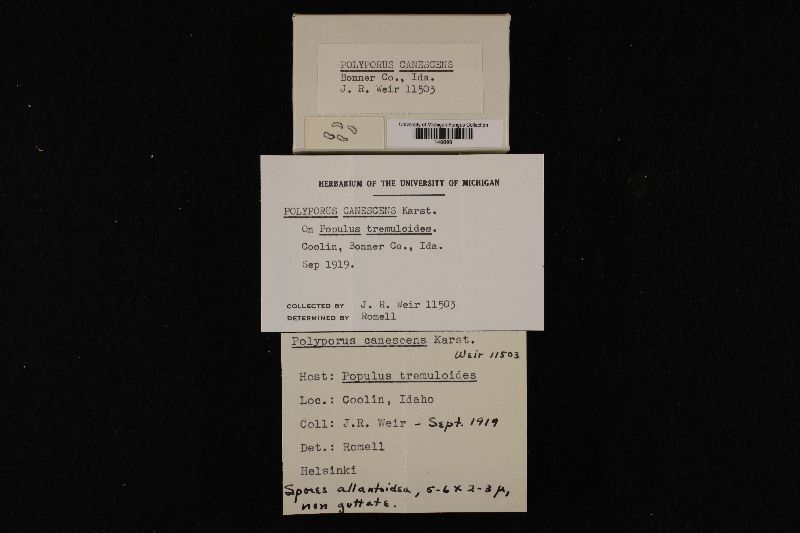 POLYPORUS CANESCENS
Bonner Co., Ida.
J. R. Weir 11503
University of Michigan Fungus Collection
HERBARIUM OF THE UNIVERSITY OF MICHIGAN
POLYPORUS CANESCENS Karst.
On Populus tremuloides.
Coolin, Bonner Co., Ida.
Sep 1919.
COLLECTED BY J. R. Weir 11503
DETERMINED BY Romell
Polyporus canescens Karst.
Weir 11503
Host: Populus tremuloides
Loc.: Coolin, Idaho
Coll: J.R. Weir - Sept. 1919
Det.: Romell
Helsinki
Spores allantoidea, 5-6 X 2-3 µ,
non guttate.